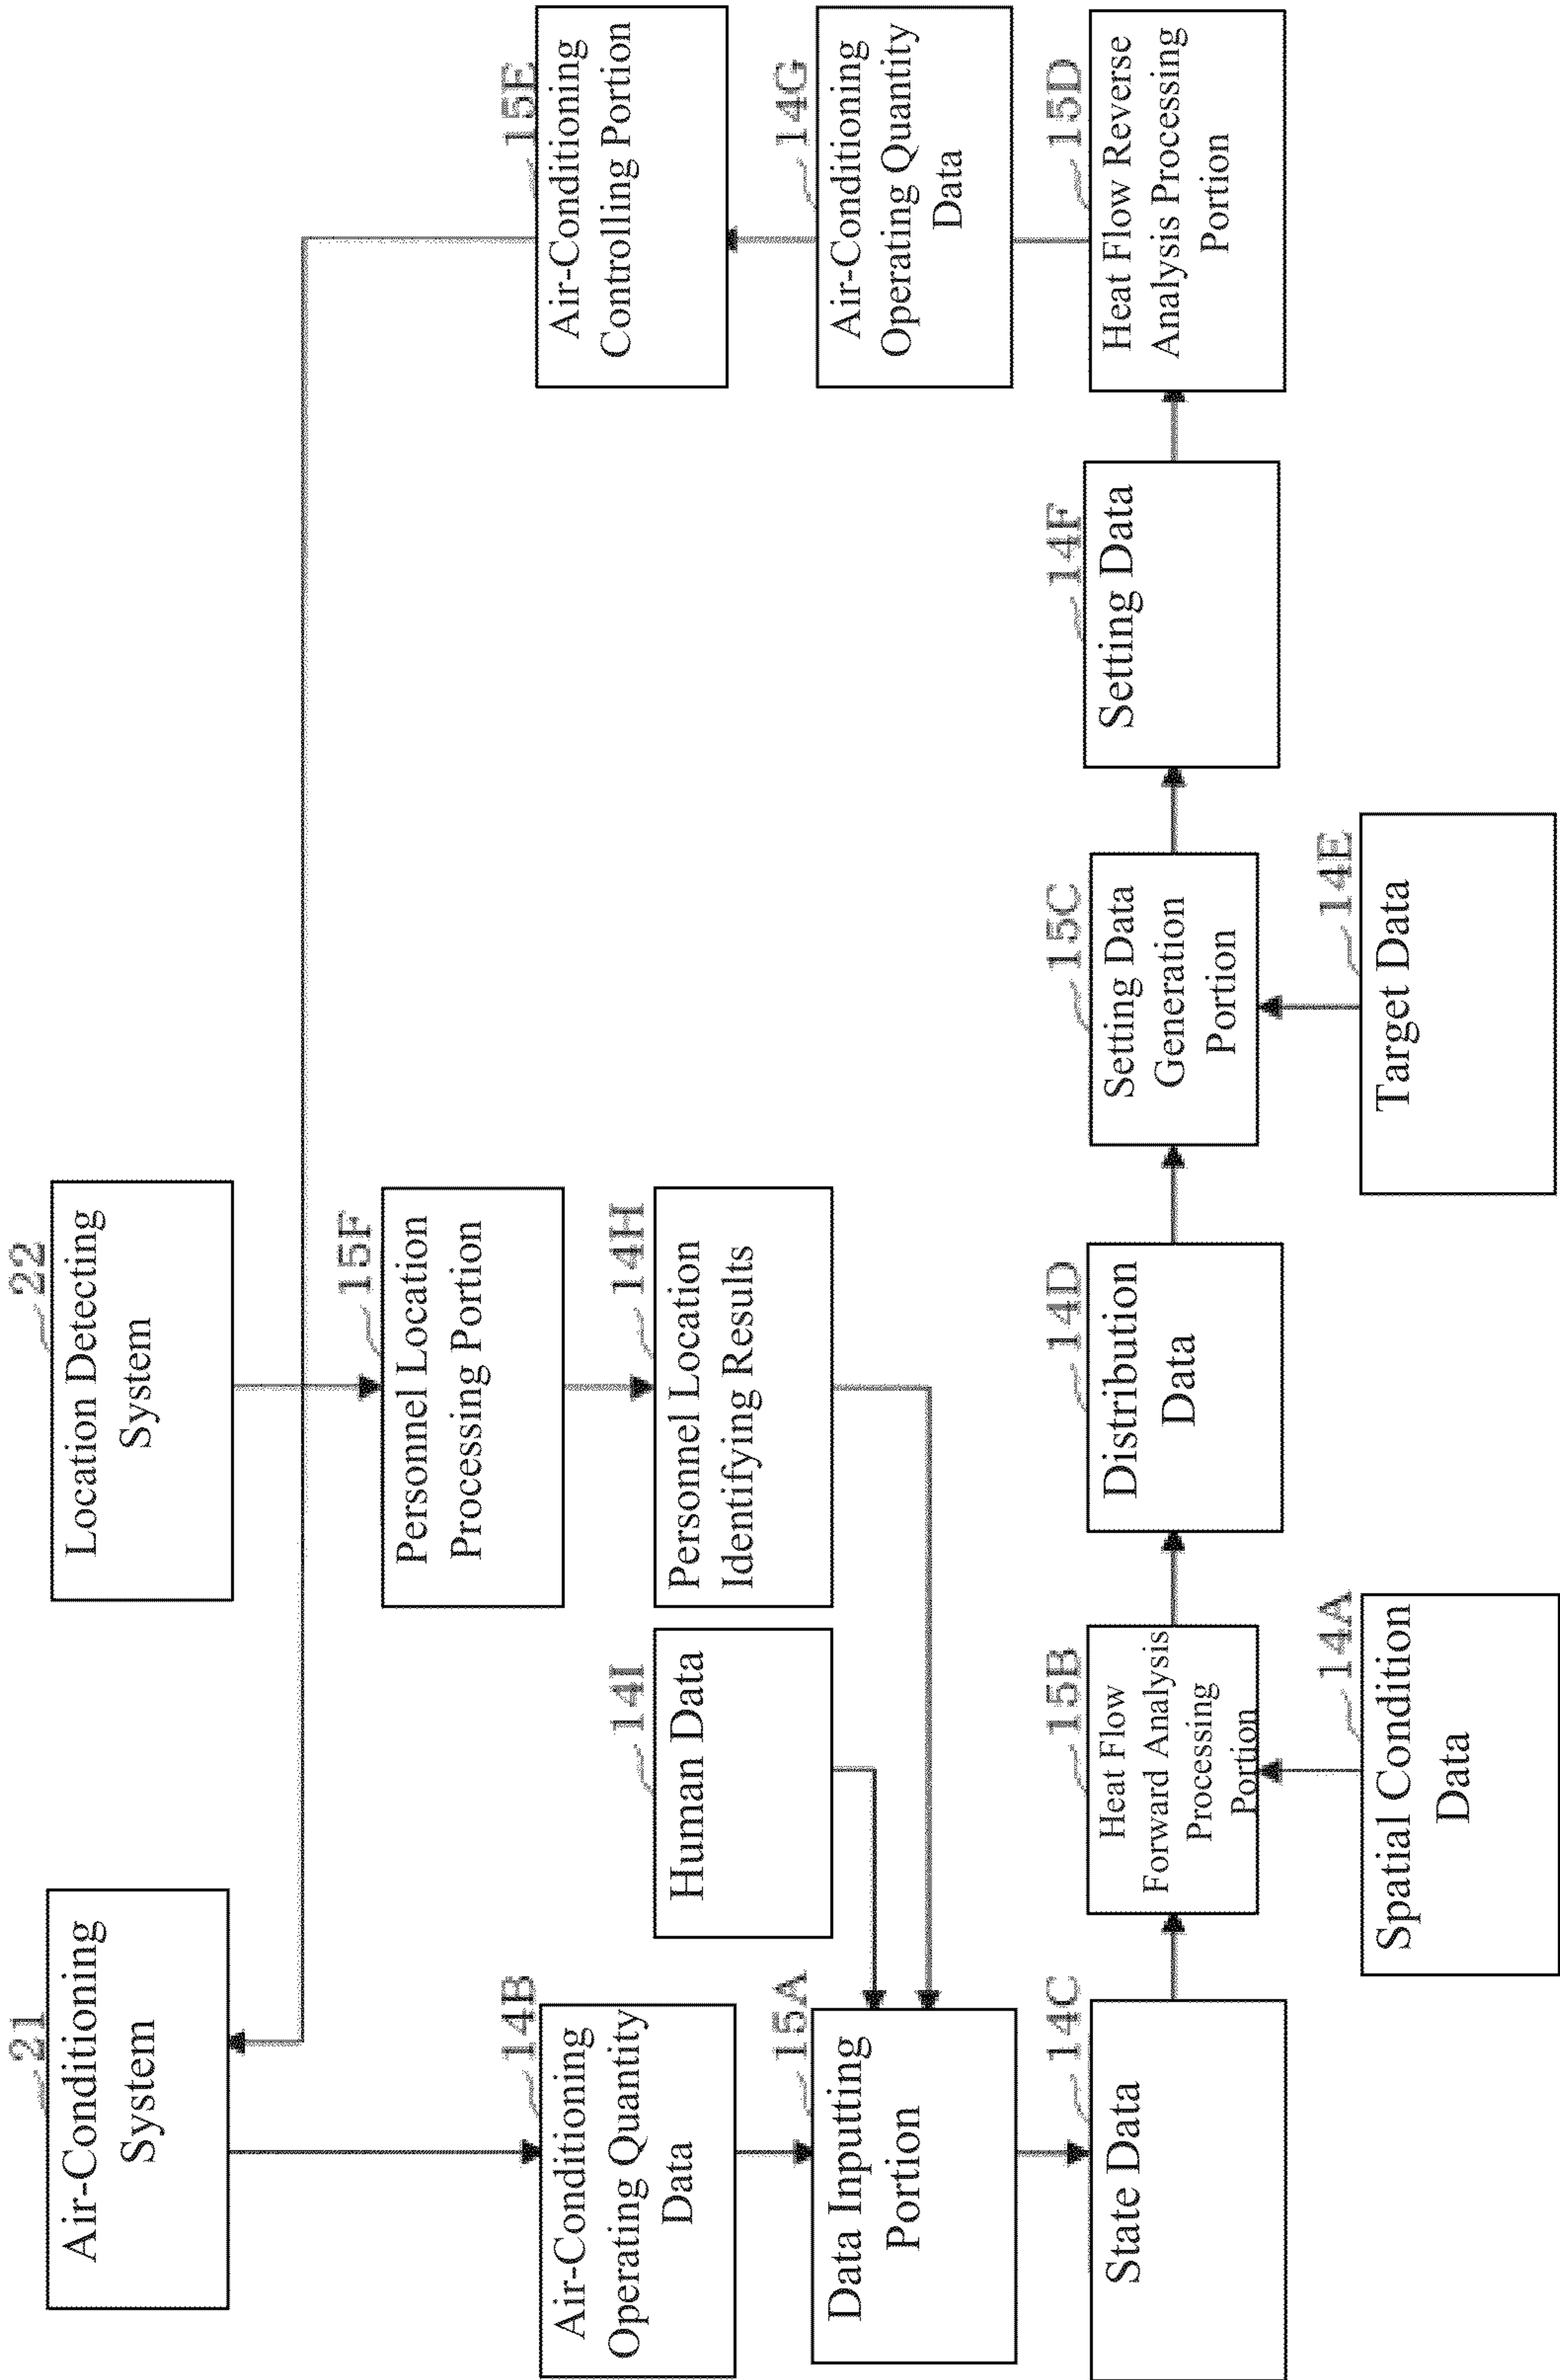 21
Air-Conditioning
System
22
Location Detecting
System
15F
Personnel Location
Processing Portion
14B
Air-Conditioning
Operating Quantity
Data
14I
Human Data
14H
Personnel Location
Identifying Results
15E
Air-Conditioning
Controlling Portion
15A
Data Inputting
Portion
14G
Air-Conditioning
Operating Quantity
Data
14C
State Data
15B
Heat Flow
Forward Analysis
Processing
Portion
14D
Distribution
Data
15C
Setting Data
Generation
Portion
14F
Setting Data
15D
Heat Flow Reverse
Analysis Processing
Portion
14A
Spatial Condition
Data
14E
Target Data